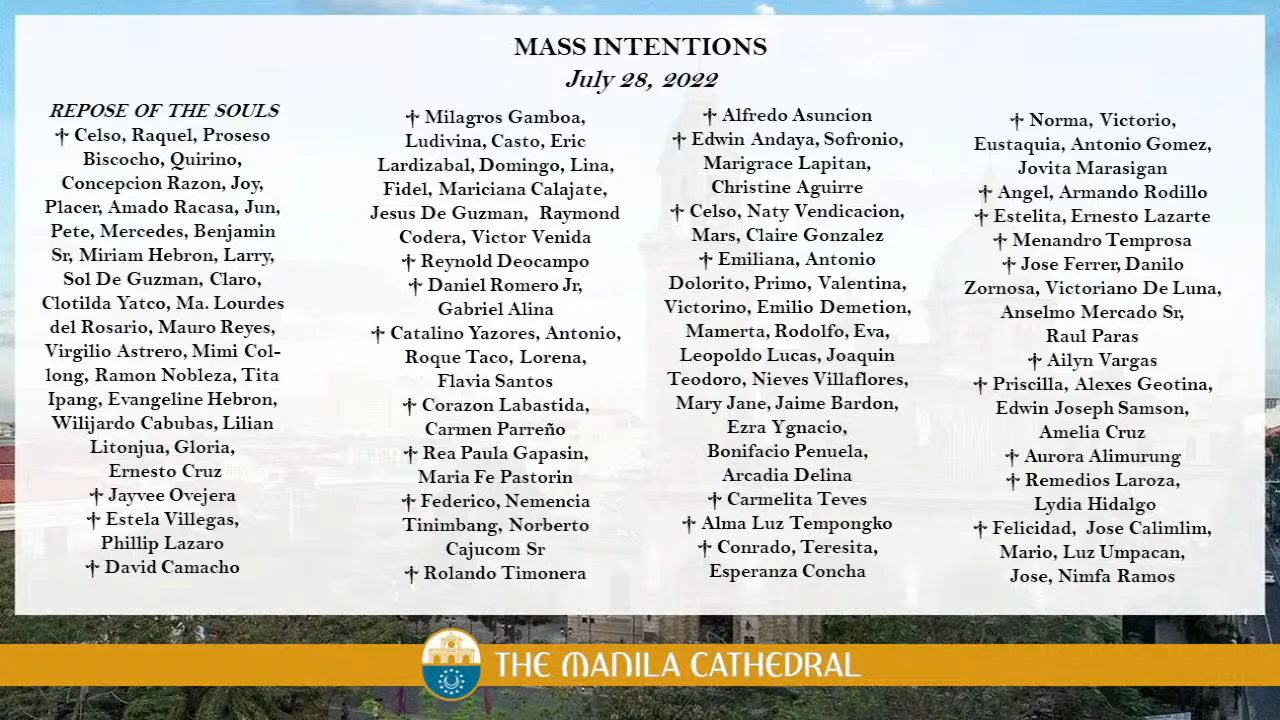 MASS INTENTIONS
July 28, 2022
REPOSE OF THE SOULS
† Celso, Raquel, Proseso
Biscocho, Quirino,
Concepcion Razon, Joy,
Placer, Amado Racasa, Jun,
Pete, Mercedes, Benjamin
Sr, Miriam Hebron, Larry,
Sol De Guzman, Claro,
Clotilda Yatco, Ma. Lourdes
del Rosario, Mauro Reyes,
Virgilio Astrero, Mimi Col-
long, Ramon Nobleza, Tita
Ipang, Evangeline Hebron,
Wilijardo Cabubas, Lilian
Litonjua, Gloria,
Ernesto Cruz
† Jayvee Ovejera
† Estela Villegas,
Phillip Lazaro
† David Camacho
† Milagros Gamboa,
Ludivina, Casto, Eric
Lardizabal, Domingo, Lina,
Fidel, Mariciana Calajate,
Jesus De Guzman, Raymond
Codera, Victor Venida
† Reynold Deocampo
† Daniel Romero Jr,
Gabriel Alina
† Catalino Yazores, Antonio,
Roque Taco, Lorena,
Flavia Santos
† Corazon Labastida,
Carmen Parreño
† Rea Paula Gapasin,
Maria Fe Pastorin
† Federico, Nemencia
Tinimbang, Norberto
Cajucom Sr
† Rolando Timonera
† Alfredo Asuncion
† Edwin Andaya, Sofronio,
Marigrace Lapitan,
Christine Aguirre
† Celso, Naty Vendicacion,
Mars, Claire Gonzalez
† Emiliana, Antonio
Dolorito, Primo, Valentina,
Victorino, Emilio Demetion,
Mamerta, Rodolfo, Eva,
Leopoldo Lucas, Joaquin
Teodoro, Nieves Villaflores,
Mary Jane, Jaime Bardon,
Ezra Ygnacio,
Bonifacio Penuela,
Arcadia Delina
† Carmelita Teves
† Alma Luz Tempongko
† Conrado, Teresita,
Esperanza Concha
† Norma, Victorio,
Eustaquia, Antonio Gomez,
Jovita Marasigan
† Angel, Armando Rodillo
† Estelita, Ernesto Lazarte
† Menandro Temprosa
† Jose Ferrer, Danilo
Zornosa, Victoriano De Luna,
Anselmo Mercado Sr,
Raul Paras
† Ailyn Vargas
† Priscilla, Alexes Geotina,
Edwin Joseph Samson,
Amelia Cruz
† Aurora Alimurung
† Remedios Laroza,
Lydia Hidalgo
† Felicidad, Jose Calimlim,
Mario, Luz Umpacan,
Jose, Nimfa Ramos
THE MANILA CATHEDRAL